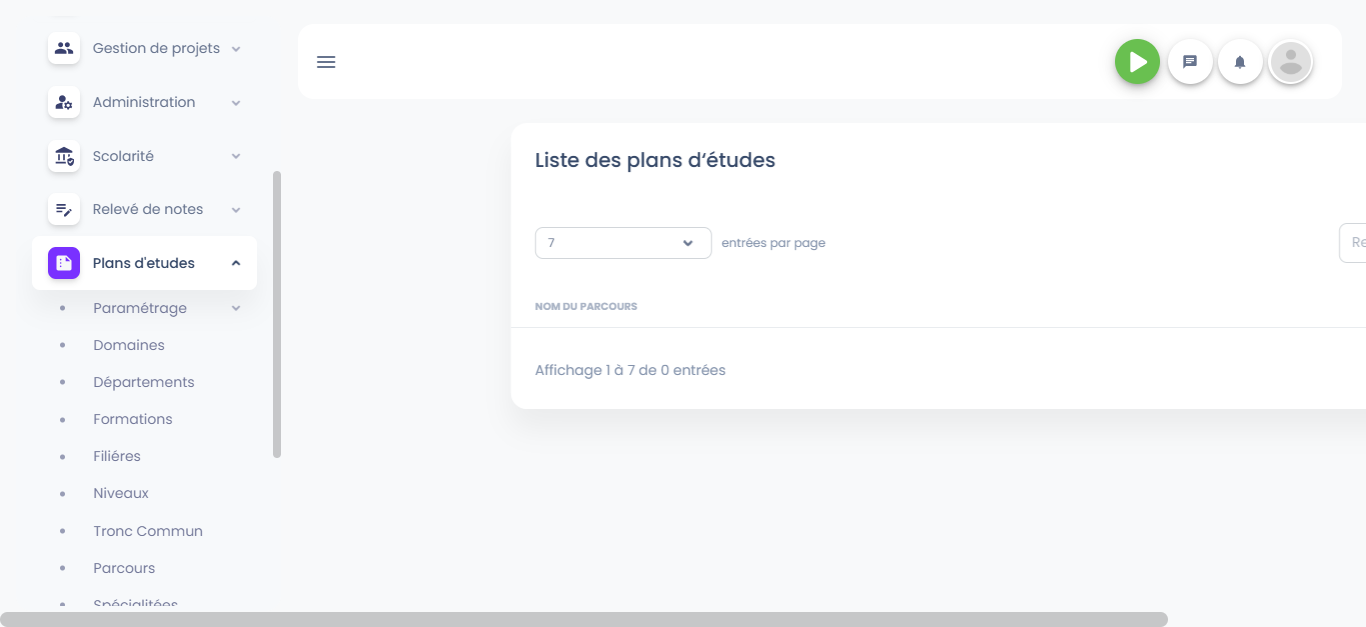 Gestion de projets
Administration
Scolarité
Relevé de notes
Plans d'etudes
Paramétrage
Domaines
Départements
Formations
Filiéres
Niveaux
Tronc Commun
Parcours
Spécialitées
Liste des plans d‘études
7
entrées par page
Re
NOM DU PARCOURS
Affichage 1 à 7 de 0 entrées